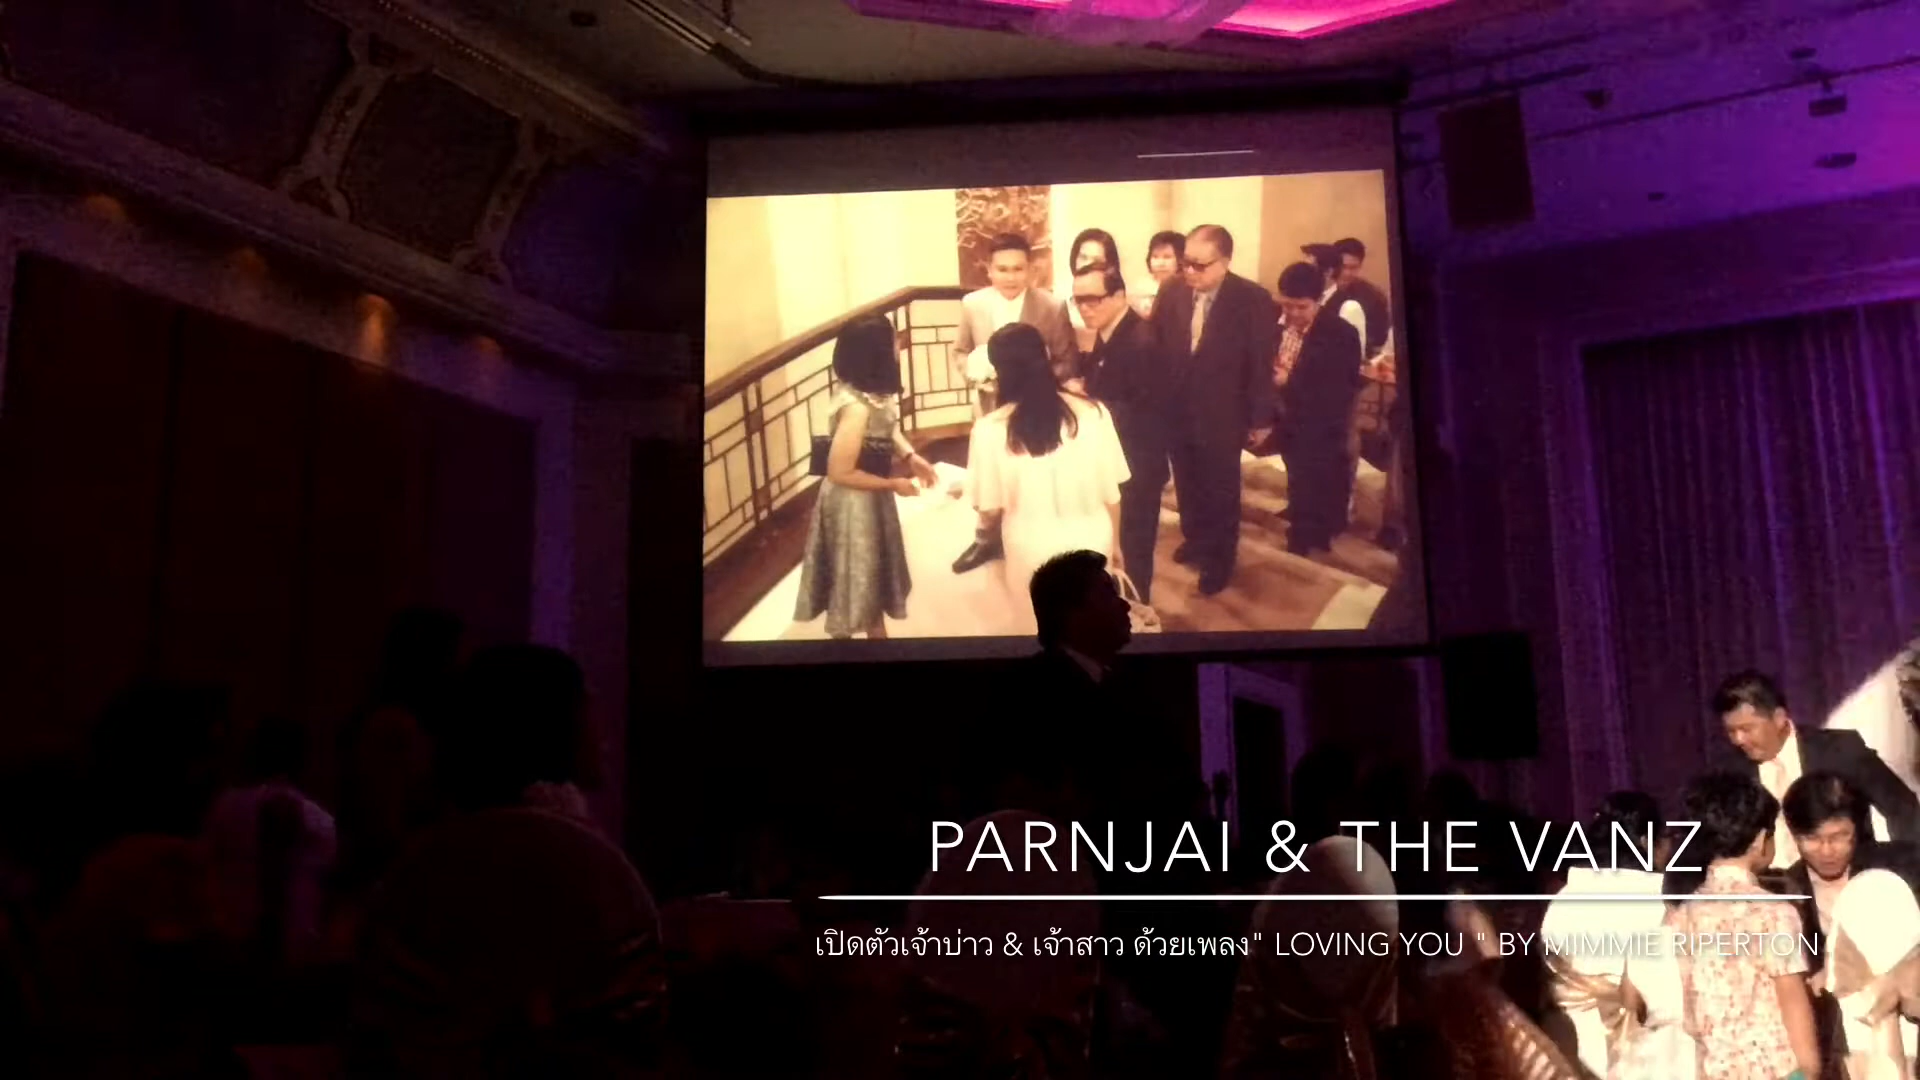 PARNJAI & THE VANZ
เปิดตัวเจ้าบ่าว & เจ้าสาว ด้วยเพลง" LOVING YOU " BY MIMMIE RIPERTON